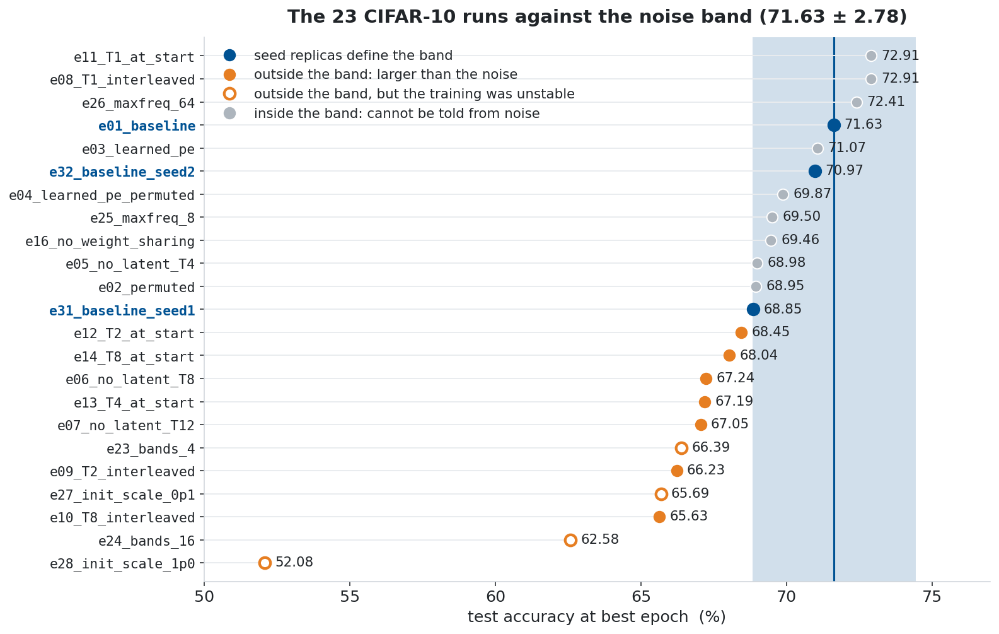 The 23 CIFAR-10 runs against the noise band (71.63 ± 2.78)
seed replicas define the band
outside the band: larger than the noise
outside the band, but the training was unstable
inside the band: cannot be told from noise
e11_T1_at_start 72.91
e08_T1_interleaved 72.91
e26_maxfreq_64 72.41
e01_baseline 71.63
e03_learned_pe 71.07
e32_baseline_seed2 70.97
e04_learned_pe_permuted 69.87
e25_maxfreq_8 69.50
e16_no_weight_sharing 69.46
e05_no_latent_T4 68.98
e02_permuted 68.95
e31_baseline_seed1 68.85
e12_T2_at_start 68.45
e14_T8_at_start 68.04
e06_no_latent_T8 67.24
e13_T4_at_start 67.19
e07_no_latent_T12 67.05
e23_bands_4 66.39
e09_T2_interleaved 66.23
e27_init_scale_0p1 65.69
e10_T8_interleaved 65.63
e24_bands_16 62.58
e28_init_scale_1p0 52.08
50 55 60 65 70 75
test accuracy at best epoch (%)